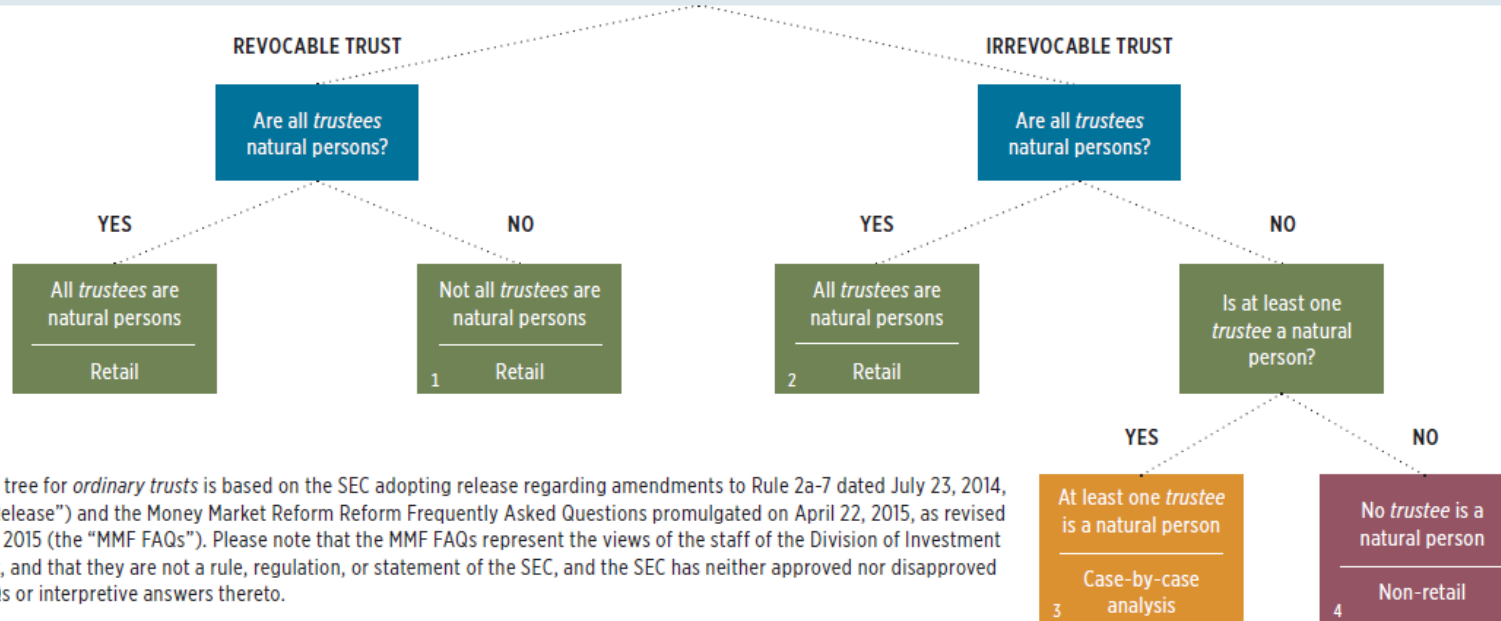 REVOCABLE TRUST
IRREVOCABLE TRUST
Are all trustees
natural persons?
Are all trustees
natural persons?
YES
NO
YES
NO
All trustees are
natural persons
Retail
Not all trustees are
natural persons
1 Retail
All trustees are
natural persons
2 Retail
Is at least one
trustee a natural
person?
YES
NO
tree for ordinary trusts is based on the SEC adopting release regarding amendments to Rule 2a-7 dated July 23, 2014,
elease”) and the Money Market Reform Reform Frequently Asked Questions promulgated on April 22, 2015, as revised
2015 (the “MMF FAQs”). Please note that the MMF FAQs represent the views of the staff of the Division of Investment
, and that they are not a rule, regulation, or statement of the SEC, and the SEC has neither approved nor disapproved
s or interpretive answers thereto.
At least one trustee
is a natural person
Case-by-case
3 analysis
No trustee is a
natural person
Non-retail
4